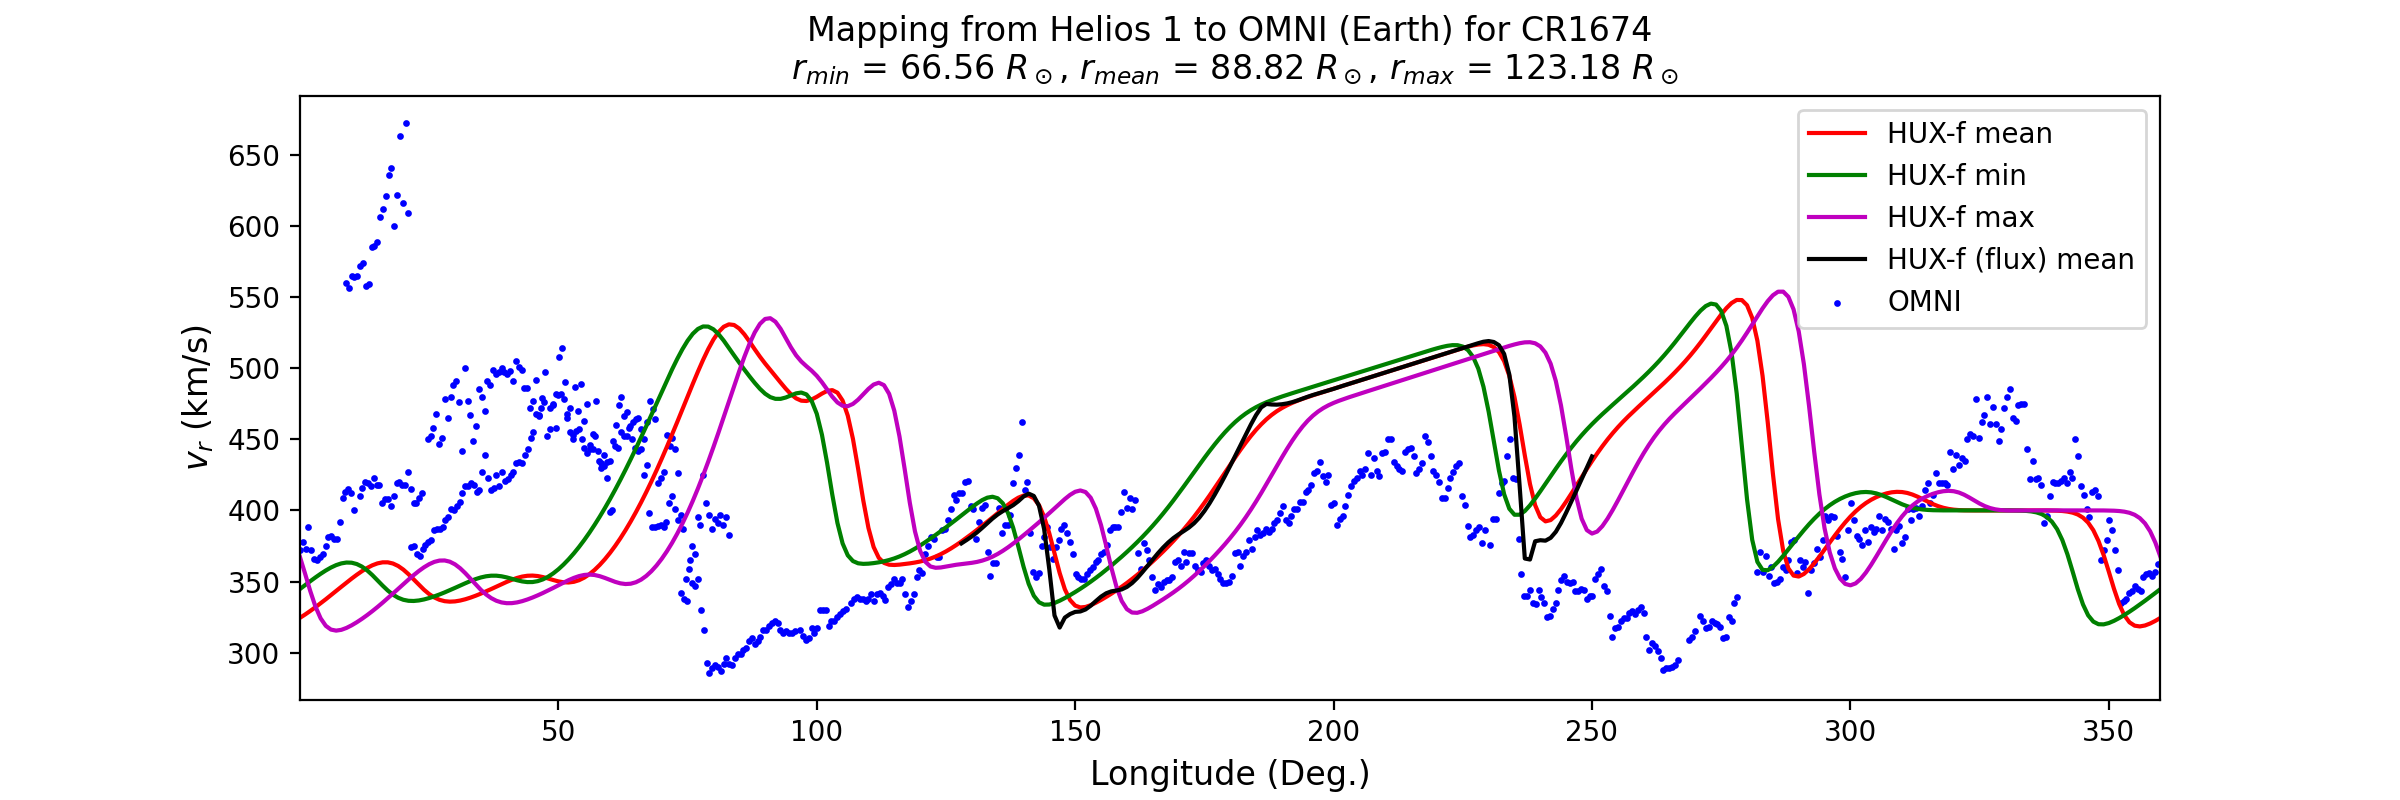 Mapping from Helios 1 to OMNI (Earth) for CR1674
r_min = 66.56 R_⊙, r_mean = 88.82 R_⊙, r_max = 123.18 R_⊙
HUX-f mean
HUX-f min
HUX-f max
HUX-f (flux) mean
OMNI
650
600
550
500
450
400
350
300
v_r (km/s)
50 100 150 200 250 300 350
Longitude (Deg.)